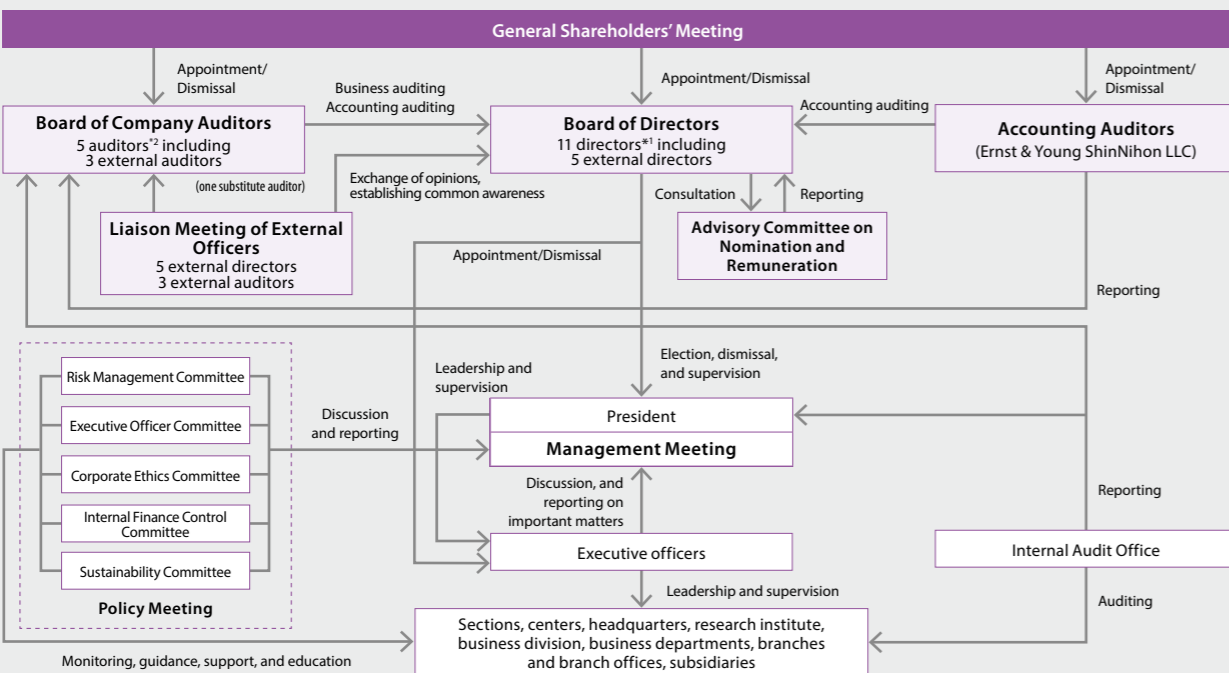 General Shareholders' Meeting
Appointment/
Dismissal
Business auditing
Accounting auditing
Appointment/Dismissal
Accounting auditing
Appointment/
Dismissal
Board of Company Auditors
5 auditors*2 including
3 external auditors
(one substitute auditor)
Board of Directors
11 directors*1 including
5 external directors
Accounting Auditors
(Ernst & Young ShinNihon LLC)
Exchange of opinions,
establishing common awareness
Consultation
Reporting
Liaison Meeting of External
Officers
5 external directors
3 external auditors
Advisory Committee on
Nomination and
Remuneration
Appointment/Dismissal
Reporting
Risk Management Committee
Executive Officer Committee
Corporate Ethics Committee
Internal Finance Control
Committee
Sustainability Committee
Policy Meeting
Leadership and
supervision
Election, dismissal,
and supervision
Discussion
and reporting
President
Management Meeting
Discussion, and
reporting on
important matters
Reporting
Executive officers
Internal Audit Office
Leadership and supervision
Auditing
Sections, centers, headquarters, research institute,
business division, business departments, branches
and branch offices, subsidiaries
Monitoring, guidance, support, and education